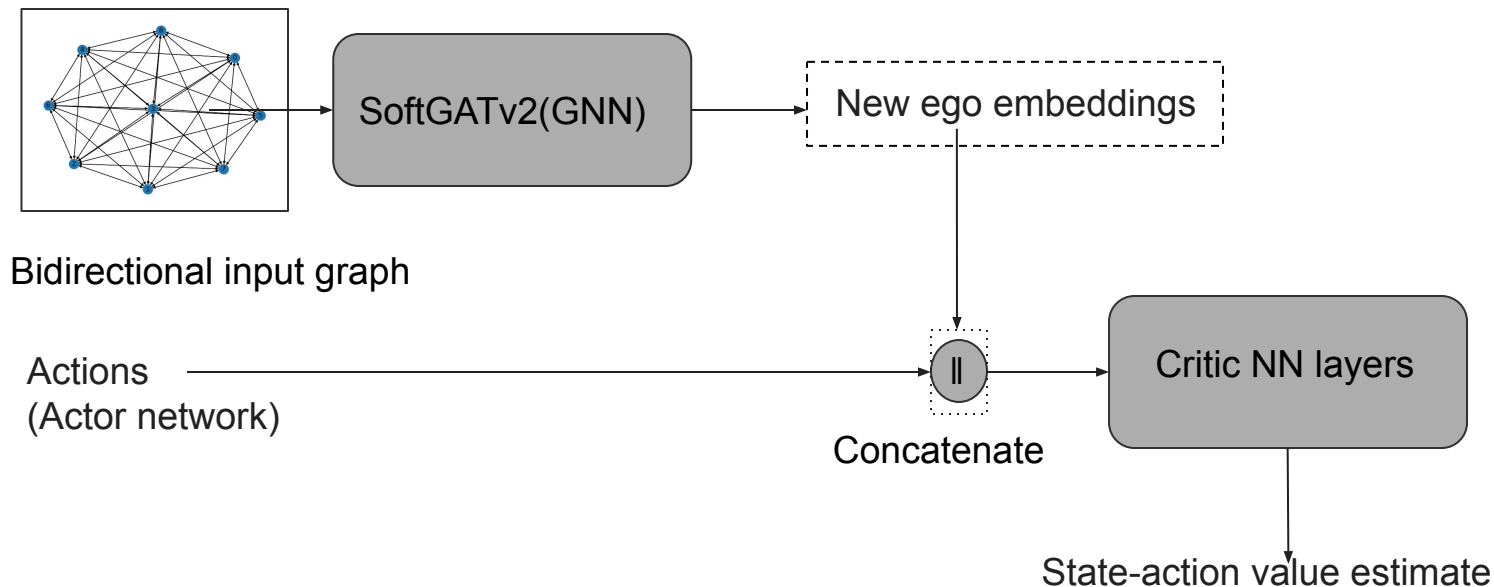 SoftGATv2(GNN)
New ego embeddings
Bidirectional input graph
Actions
(Actor network)
||
Critic NN layers
Concatenate
State-action value estimate